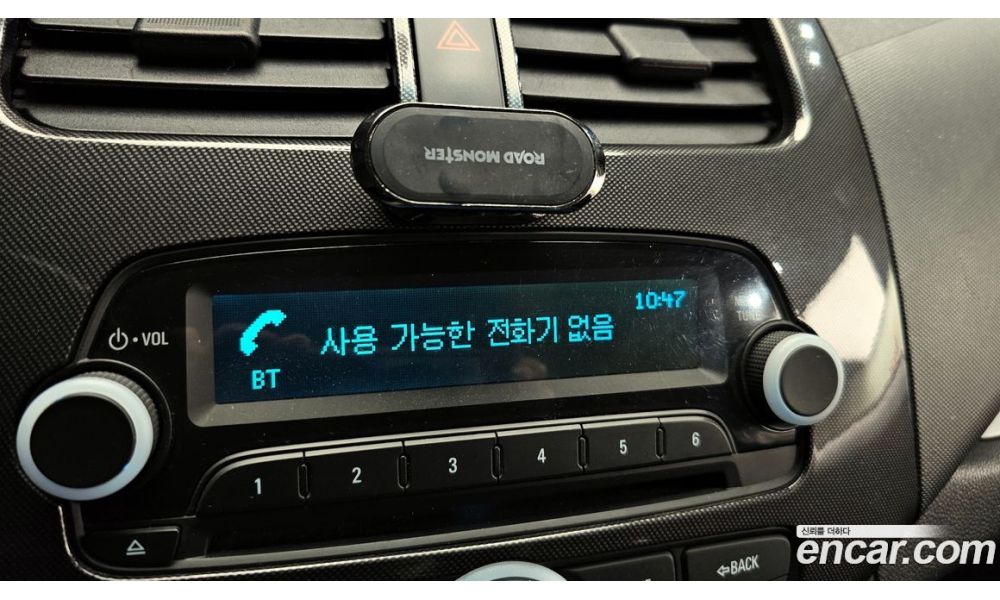 ROAD MONSTER
10:47
사용 가능한 전화기 없음
BT
VOL
TUNE
1 2 3 4 5 6
BACK
신뢰를 더하다
encar.com